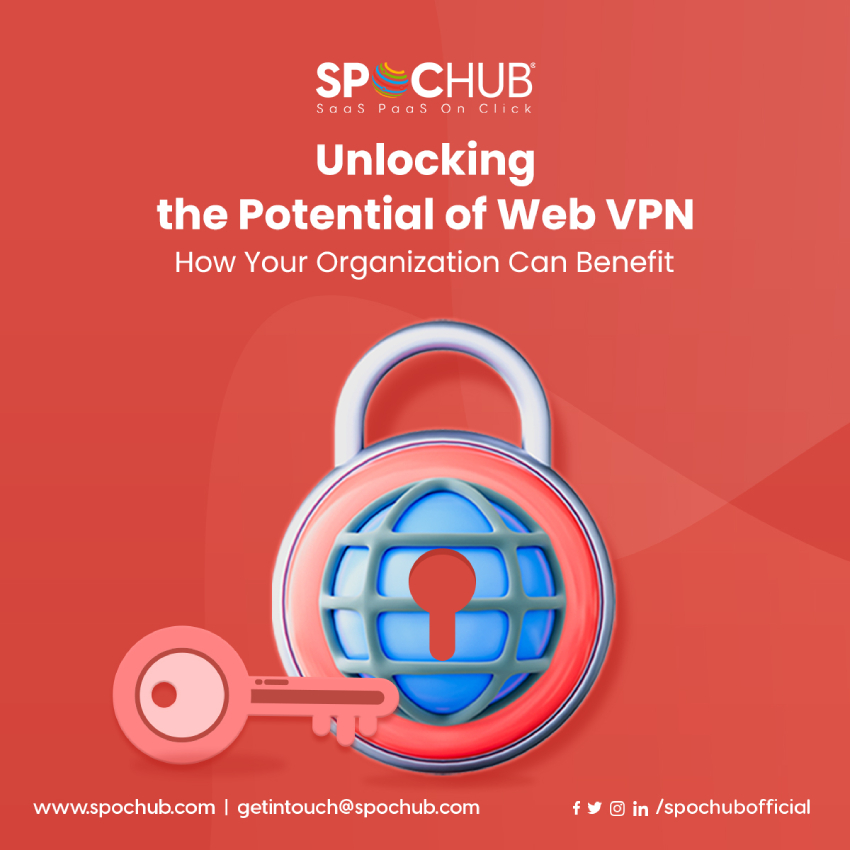 SPOCHUB®
SaaS PaaS On Click
Unlocking
the Potential of Web VPN
How Your Organization Can Benefit
www.spochub.com | getintouch@spochub.com
/spochubofficial